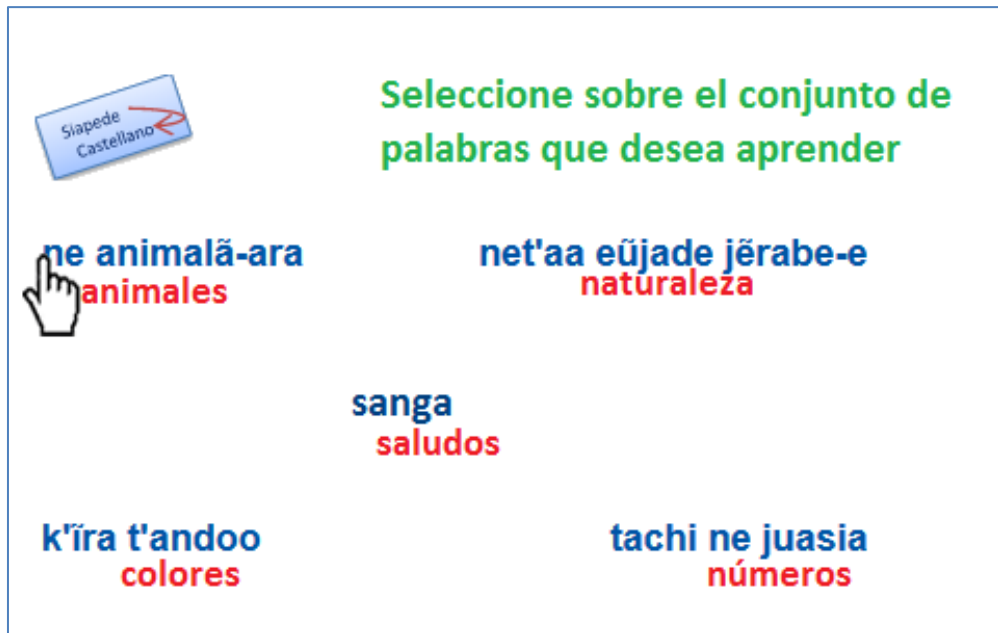 Siapede
Castellano
Seleccione sobre el conjunto de
palabras que desea aprender
ne animalã-ara
animales
net'aa eũjade jẽrabe-e
naturaleza
sanga
saludos
k'ĩra t'andoo
colores
tachi ne juasia
números